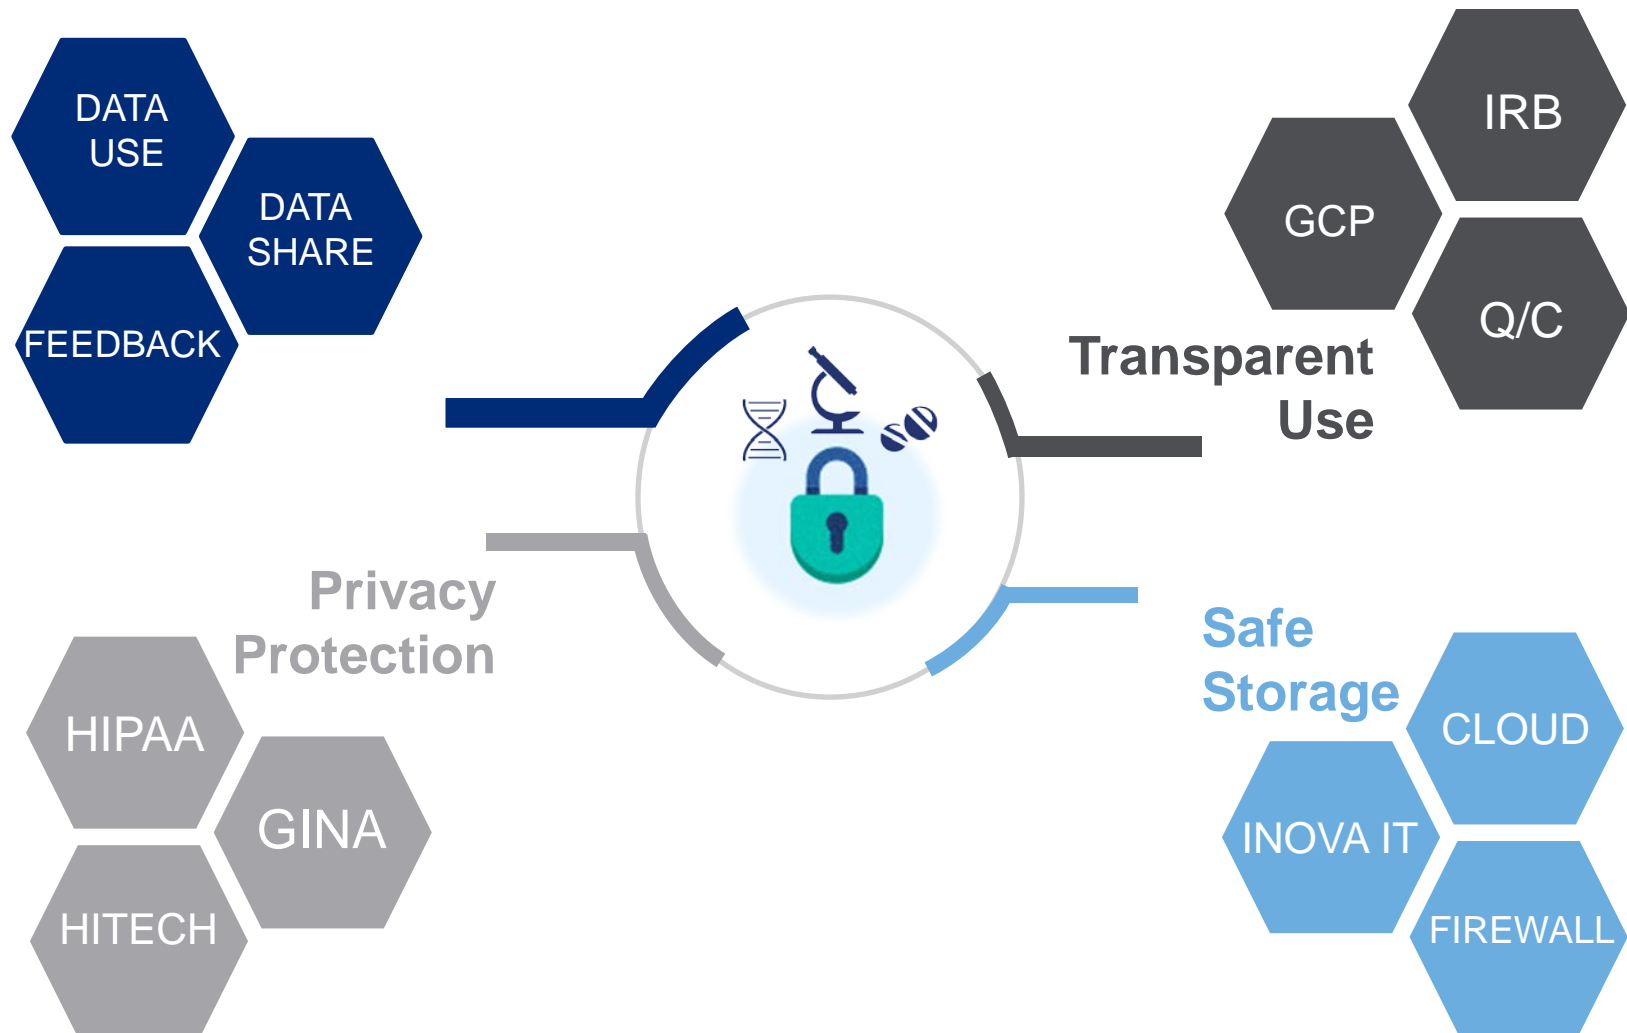 DATA
USE
DATA
SHARE
FEEDBACK
IRB
GCP
Q/C
Transparent
Use
Privacy
Protection
HIPAA
GINA
HITECH
Safe
Storage
CLOUD
INOVA IT
FIREWALL